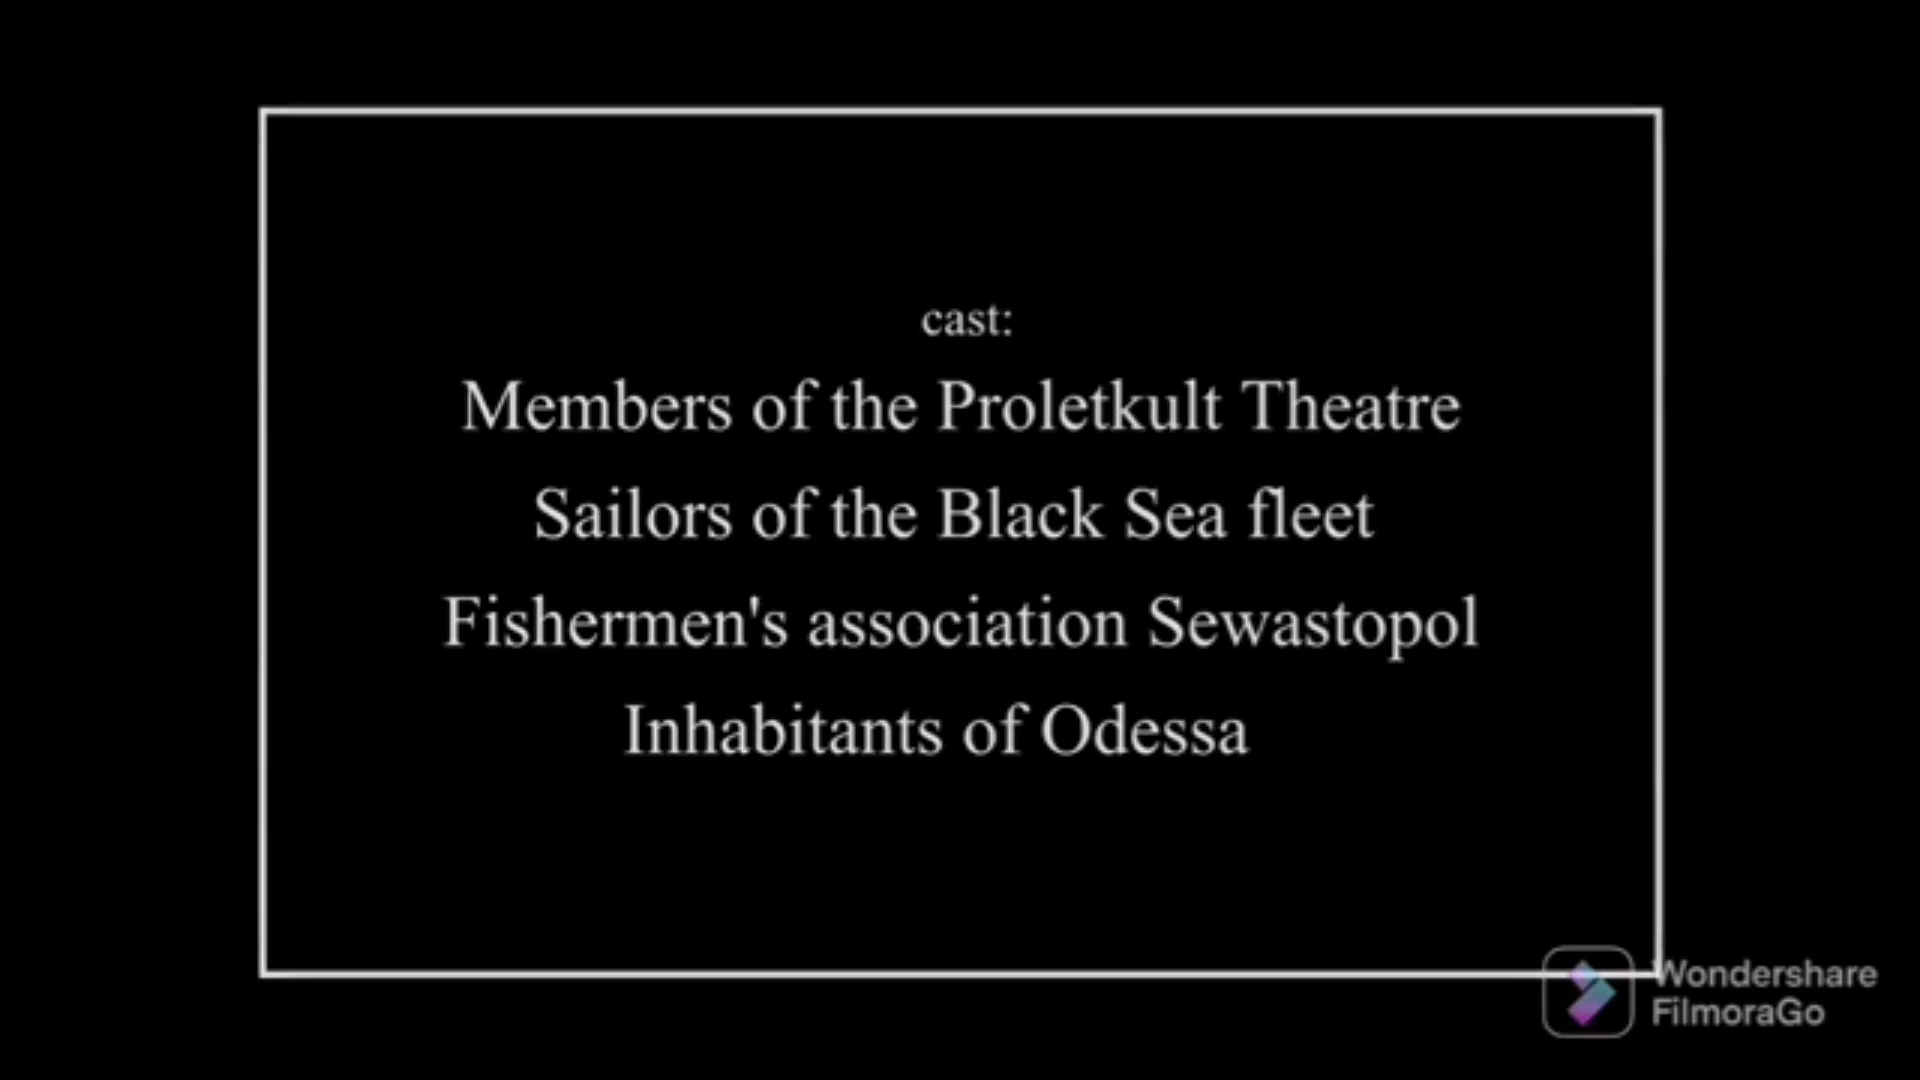 cast:
Members of the Proletkult Theatre
Sailors of the Black Sea fleet
Fishermen's association Sewastopol
Inhabitants of Odessa
Wondershare
FilmoraGo